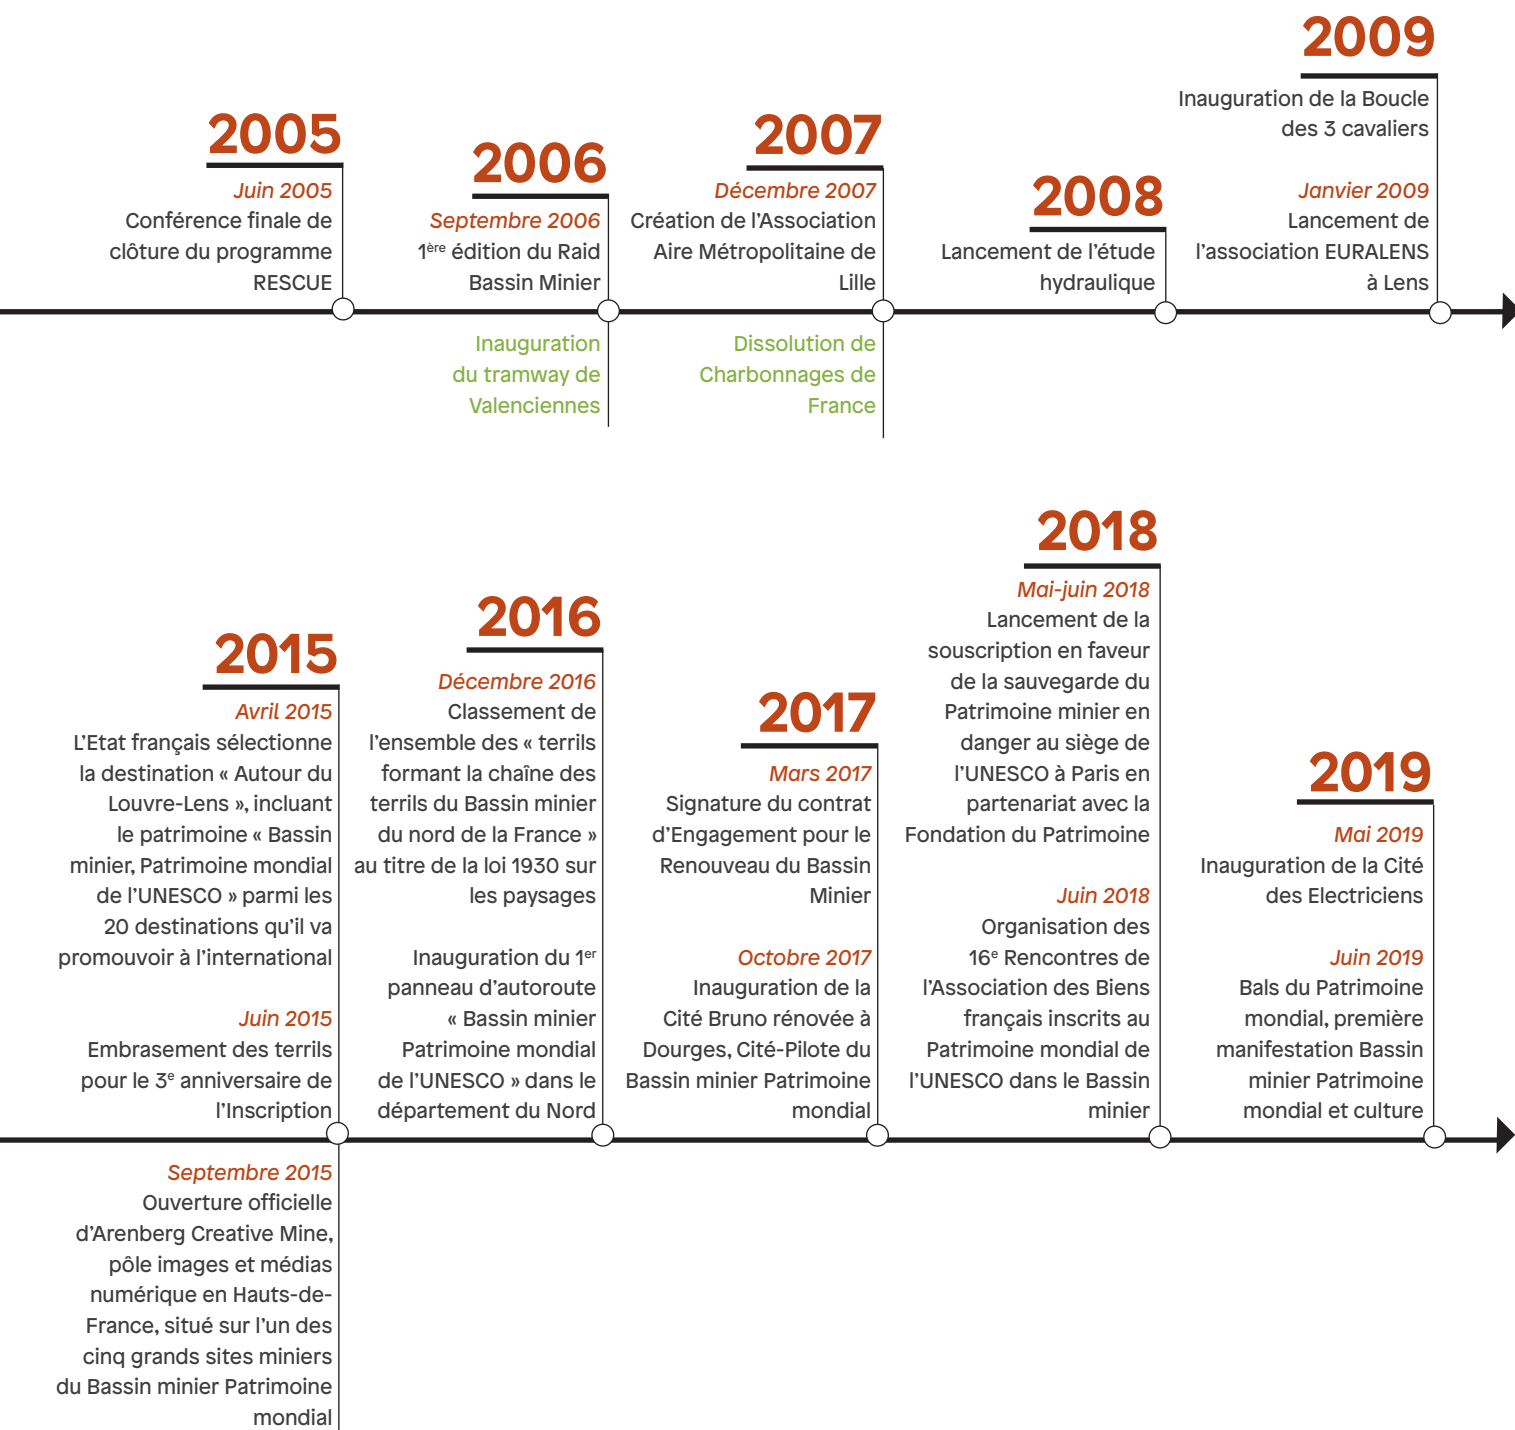 2005
Juin 2005
Conférence finale de
clôture du programme
RESCUE
2006
Septembre 2006
1ère édition du Raid
Bassin Minier
Inauguration
du tramway de
Valenciennes
2007
Décembre 2007
Création de l'Association
Aire Métropolitaine de
Lille
Dissolution de
Charbonnages de
France
2008
Lancement de l'étude
hydraulique
2009
Inauguration de la Boucle
des 3 cavaliers
Janvier 2009
Lancement de
l'association EURALENS
à Lens
2015
Avril 2015
L'Etat français sélectionne
la destination « Autour du
Louvre-Lens », incluant
le patrimoine « Bassin
minier, Patrimoine mondial
de l'UNESCO » parmi les
20 destinations qu'il va
promouvoir à l'international
Juin 2015
Embrasement des terrils
pour le 3e anniversaire de
l'Inscription
Septembre 2015
Ouverture officielle
d'Arenberg Creative Mine,
pôle images et médias
numérique en Hauts-de-
France, situé sur l'un des
cinq grands sites miniers
du Bassin minier Patrimoine
mondial
2016
Décembre 2016
Classement de
l'ensemble des « terrils
formant la chaîne des
terrils du Bassin minier
du nord de la France »
au titre de la loi 1930 sur
les paysages
Inauguration du 1er
panneau d'autoroute
« Bassin minier
Patrimoine mondial
de l'UNESCO » dans le
département du Nord
2017
Mars 2017
Signature du contrat
d'Engagement pour le
Renouveau du Bassin
Minier
Octobre 2017
Inauguration de la
Cité Bruno rénovée à
Dourges, Cité-Pilote du
Bassin minier Patrimoine
mondial
2018
Mai-juin 2018
Lancement de la
souscription en faveur
de la sauvegarde du
Patrimoine minier en
danger au siège de
l'UNESCO à Paris en
partenariat avec la
Fondation du Patrimoine
Juin 2018
Organisation des
16e Rencontres de
l'Association des Biens
français inscrits au
Patrimoine mondial de
l'UNESCO dans le Bassin
minier
2019
Mai 2019
Inauguration de la Cité
des Electriciens
Juin 2019
Bals du Patrimoine
mondial, première
manifestation Bassin
minier Patrimoine
mondial et culture